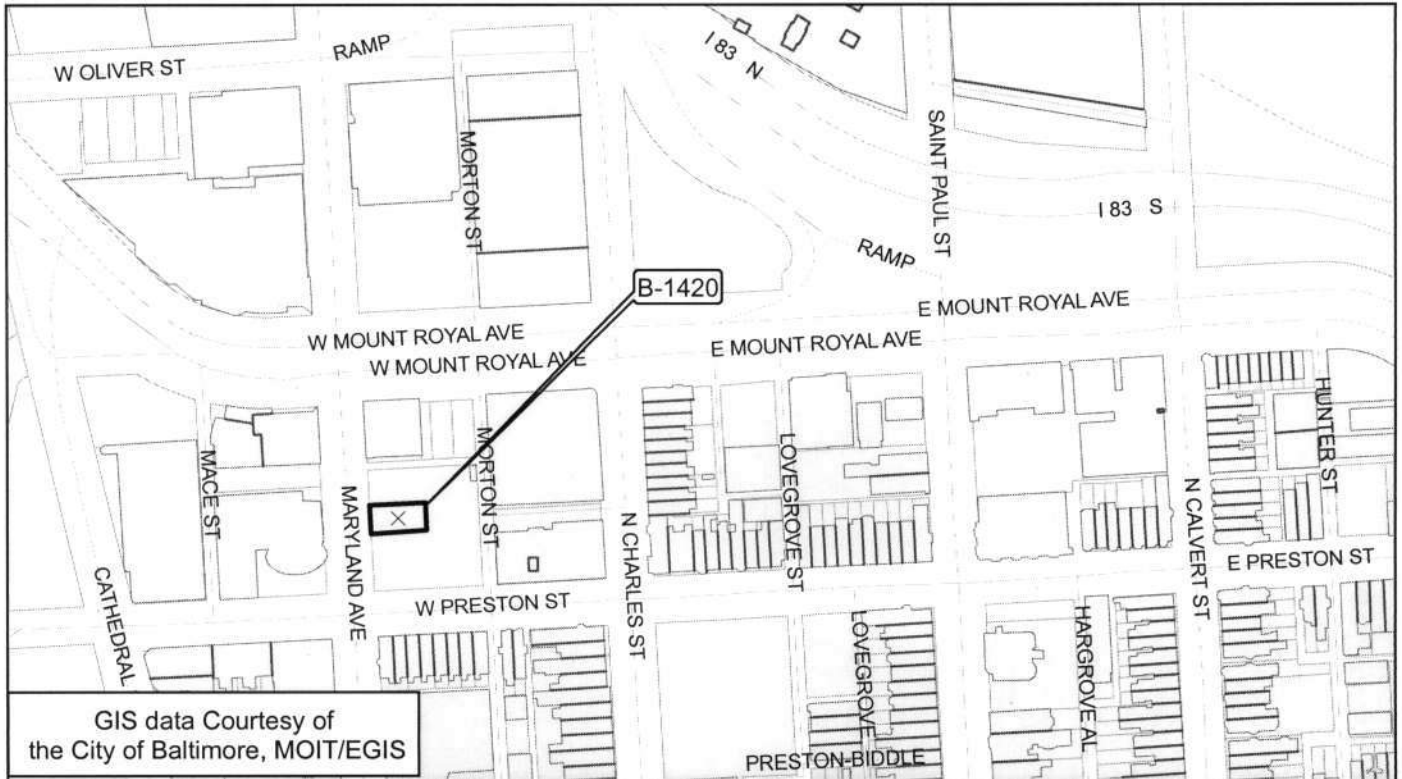 W OLIVER ST
RAMP
I 83 N
MORTON ST
SAINT PAUL ST
I 83 S
RAMP
B-1420
E MOUNT ROYAL AVE
W MOUNT ROYAL AVE
E MOUNT ROYAL AVE
W MOUNT ROYAL AVE
MACE ST
MARYLAND AVE
MORTON ST
N CHARLES ST
LOVEGROVE ST
N CALVERT ST
HUNTER ST
E PRESTON ST
CATHEDRAL
W PRESTON ST
LOVEGROVE
HARGROVE AL
GIS data Courtesy of
the City of Baltimore, MOIT/EGIS
PRESTON-BIDDLE